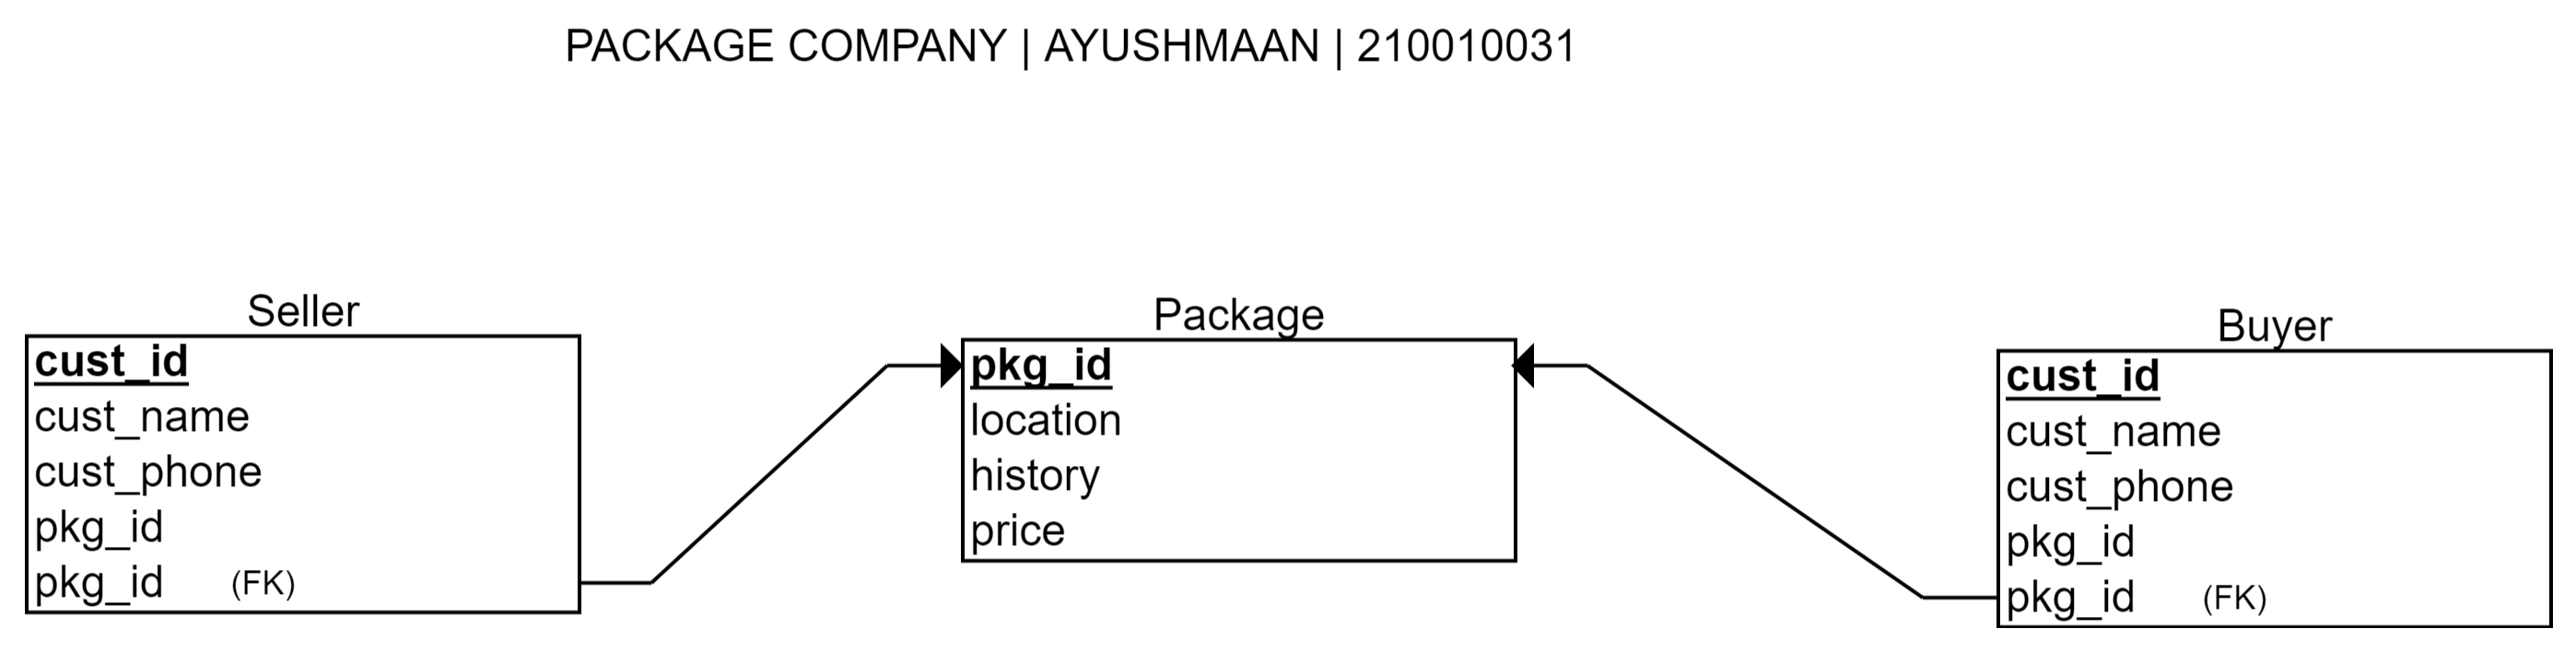 PACKAGE COMPANY | AYUSHMAAN | 210010031
Seller
cust_id
cust_name
cust_phone
pkg_id
pkg_id (FK)
Package
pkg_id
location
history
price
Buyer
cust_id
cust_name
cust_phone
pkg_id
pkg_id (FK)